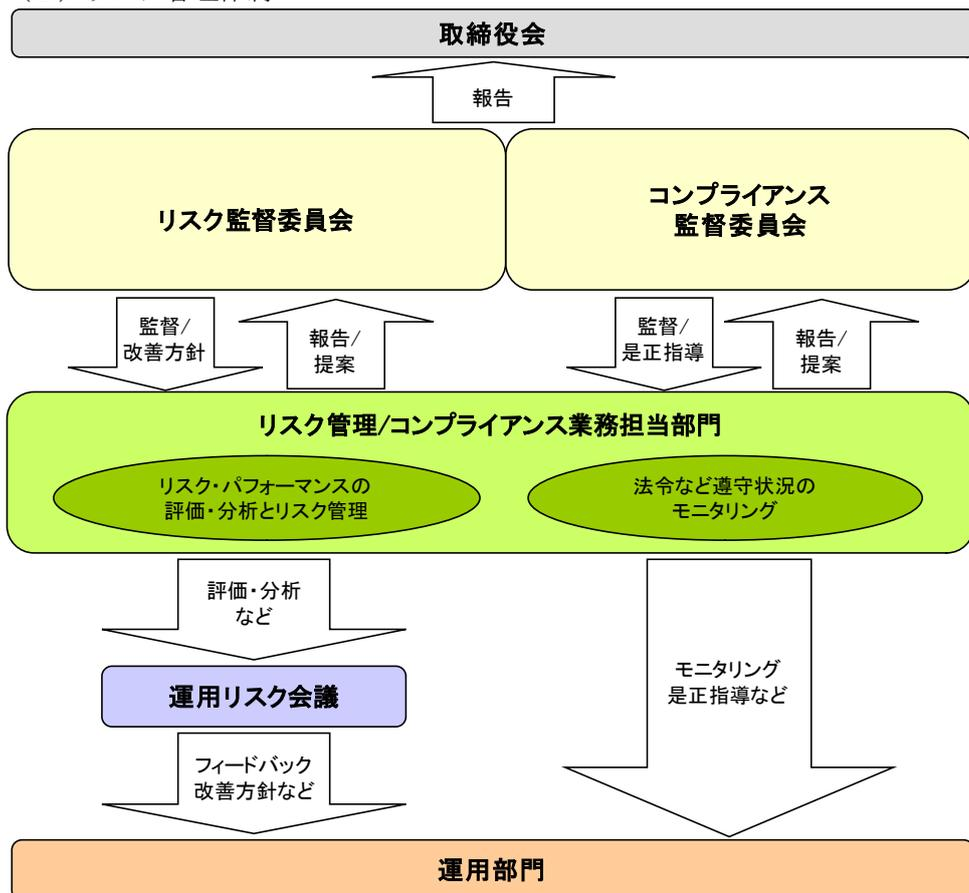 取締役会
報告
リスク監督委員会
コンプライアンス
監督委員会
監督/
改善方針
報告/
提案
監督/
是正指導
報告/
提案
リスク管理/コンプライアンス業務担当部門
リスク・パフォーマンスの
評価・分析とリスク管理
法令など遵守状況の
モニタリング
評価・分析
など
運用リスク会議
モニタリング
是正指導など
フィードバック
改善方針など
運用部門